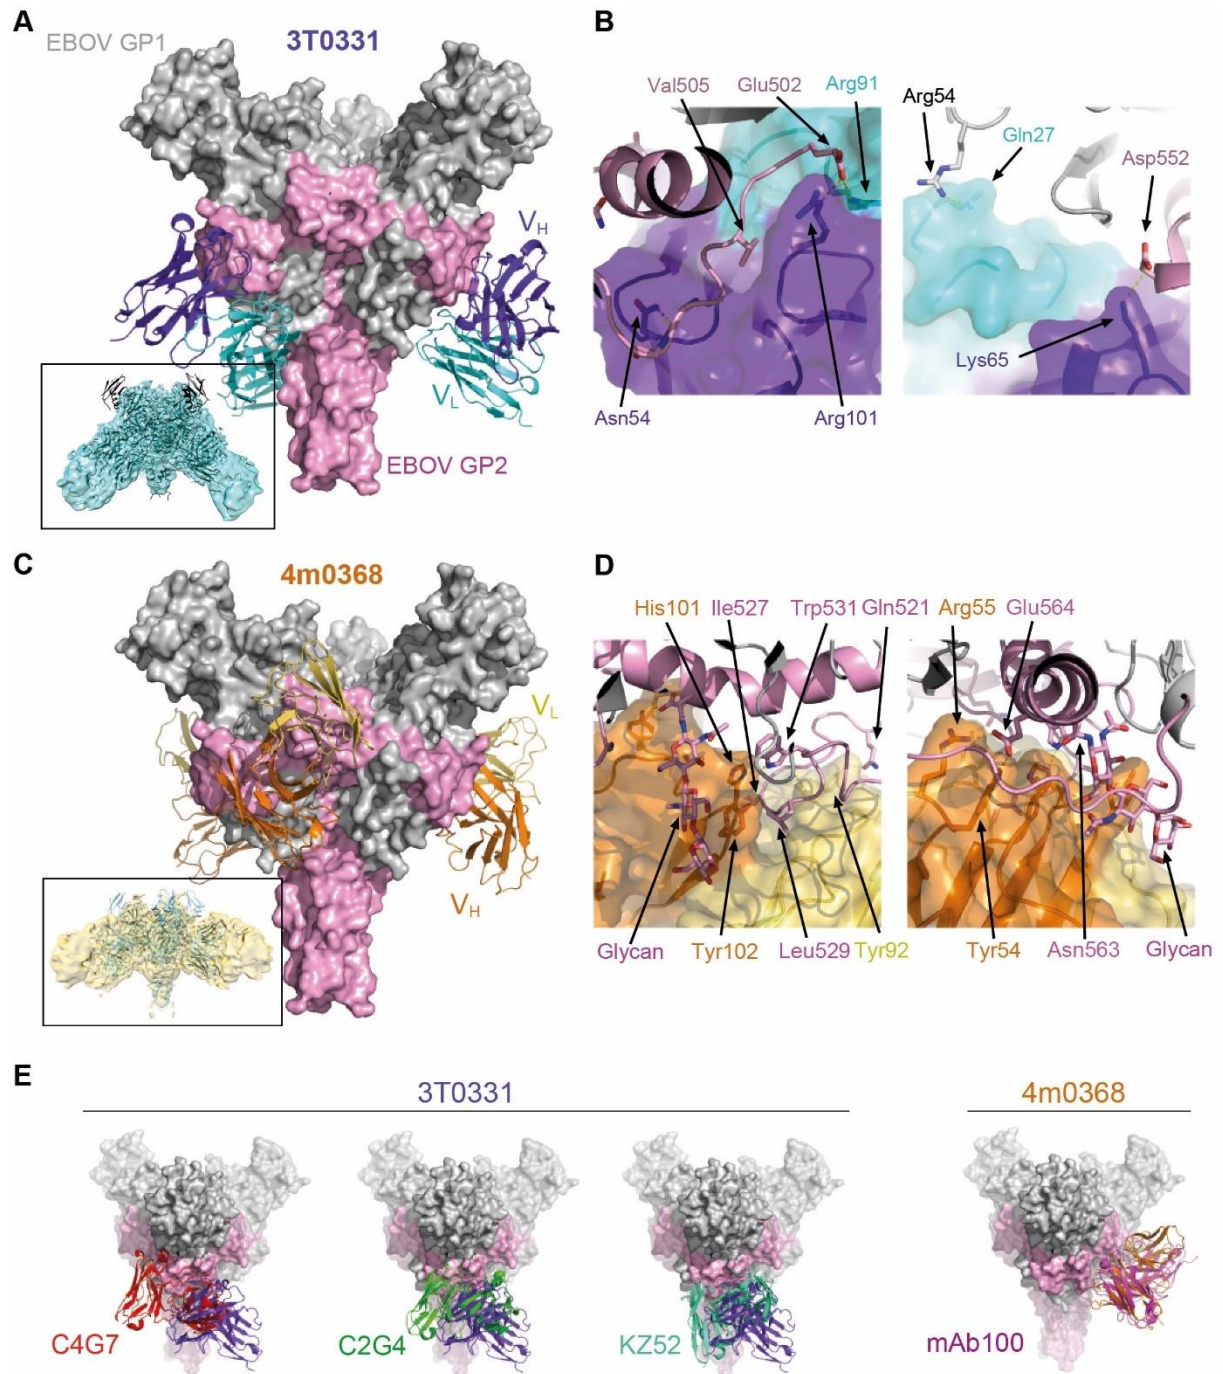 A
EBOV GP1
3T0331
VH
VL
EBOV GP2
B
Val505 Glu502 Arg91
Arg54
Gln27
Asp552
Lys65
Asn54
Arg101
C
4m0368
VL
VH
D
His101 Ile527 Trp531 Gln521 Arg55 Glu564
Glycan Tyr102 Leu529 Tyr92 Tyr54 Asn563 Glycan
E
3T0331
4m0368
C4G7
C2G4
KZ52
mAb100